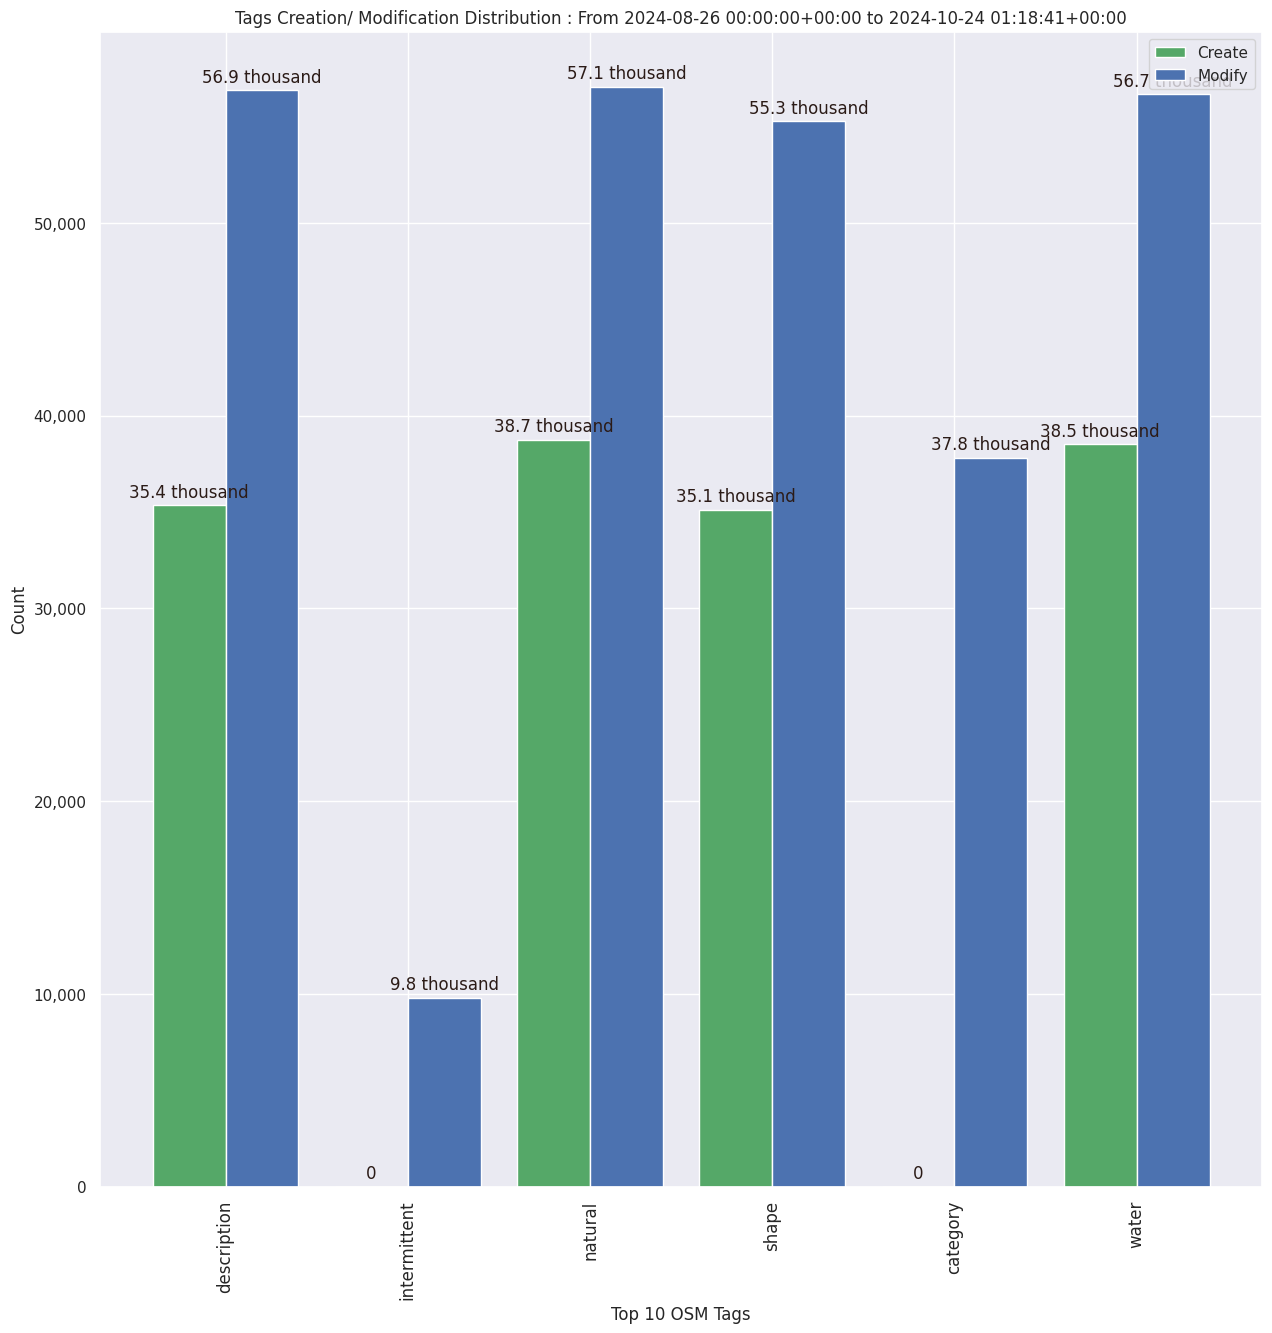 Tags Creation/ Modification Distribution : From 2024-08-26 00:00:00+00:00 to 2024-10-24 01:18:41+00:00
Create
Modify
56.9 thousand
57.1 thousand
55.3 thousand
56.7 thousand
50,000
40,000
38.7 thousand
37.8 thousand
38.5 thousand
35.4 thousand
35.1 thousand
30,000
Count
20,000
10,000
9.8 thousand
0
0
0
description
intermittent
natural
shape
category
water
Top 10 OSM Tags